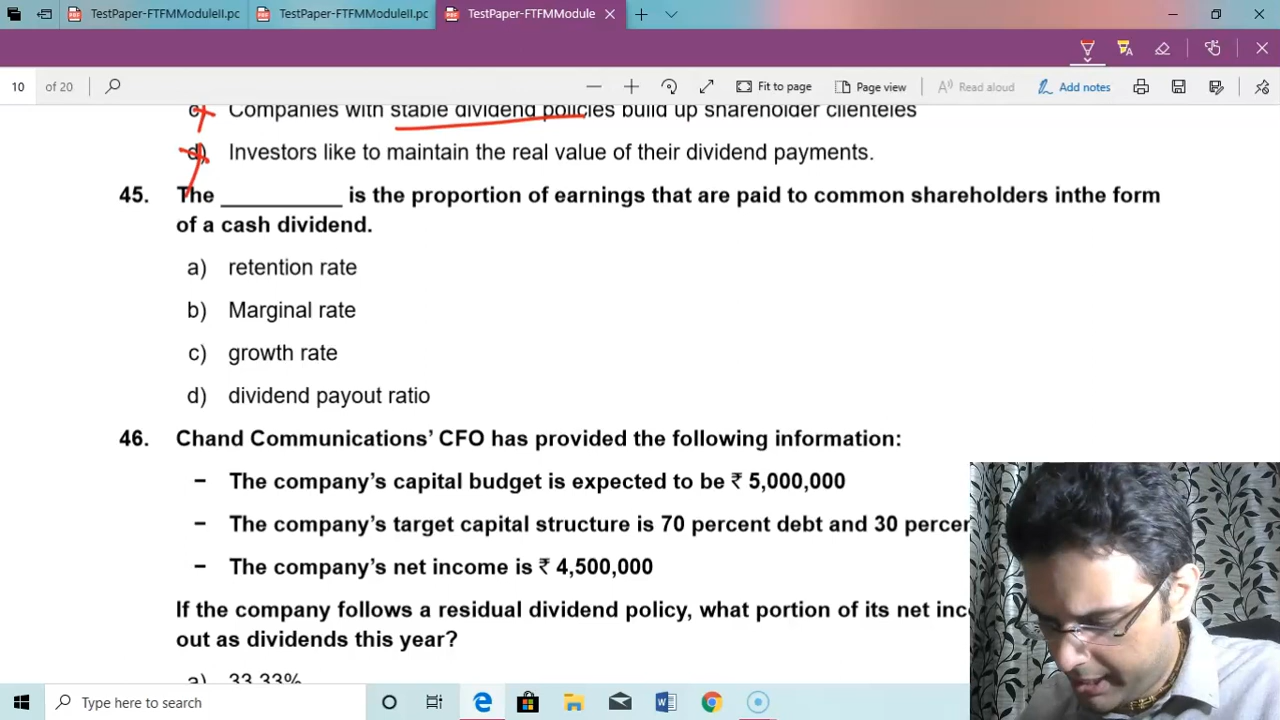 TestPaper-FTFMModuleII.pc
TestPaper-FTFMModuleII.pc
TestPaper-FTFMModule
10 of 20
Fit to page
Page view
Read aloud
Add notes
c) Companies with stable dividend policies build up shareholder clienteles
d) Investors like to maintain the real value of their dividend payments.
45. The __________ is the proportion of earnings that are paid to common shareholders inthe form
of a cash dividend.
a) retention rate
b) Marginal rate
c) growth rate
d) dividend payout ratio
46. Chand Communications’ CFO has provided the following information:
– The company’s capital budget is expected to be ₹ 5,000,000
– The company’s target capital structure is 70 percent debt and 30 percen
– The company’s net income is ₹ 4,500,000
If the company follows a residual dividend policy, what portion of its net inc
out as dividends this year?
a) 33.33%
Type here to search